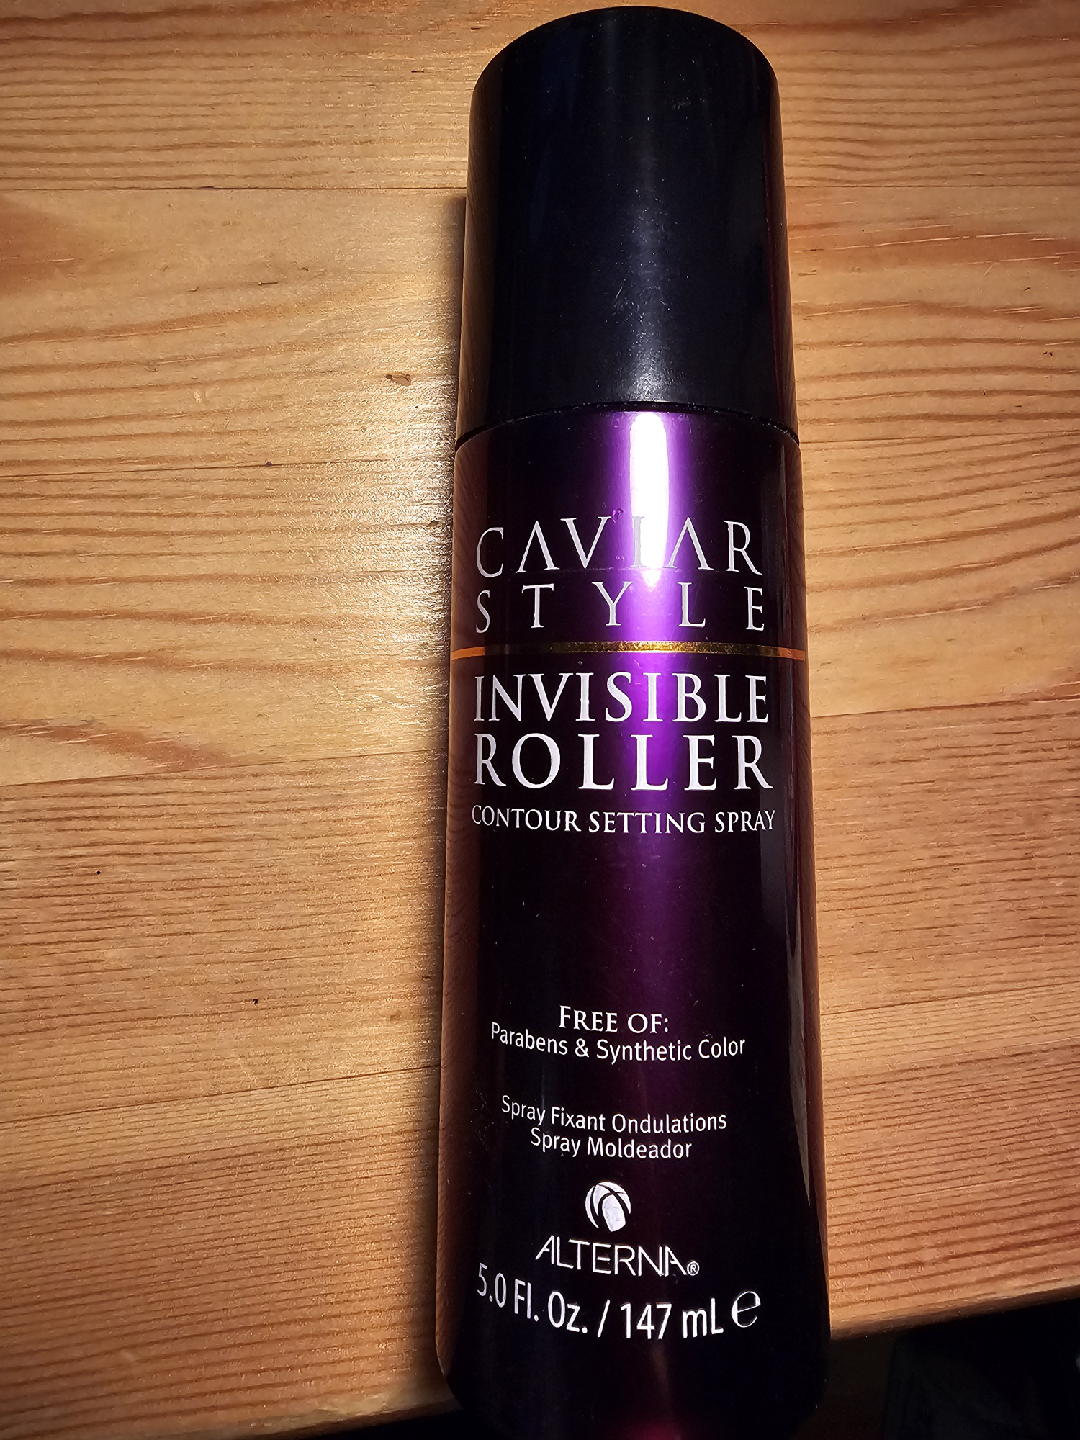 CAVIAR
STYLE
INVISIBLE
ROLLER
CONTOUR SETTING SPRAY
FREE OF:
Parabens & Synthetic Color
Spray Fixant Ondulations
Spray Moldeador
ALTERNA®
5.0 Fl. Oz. / 147 mL ℮